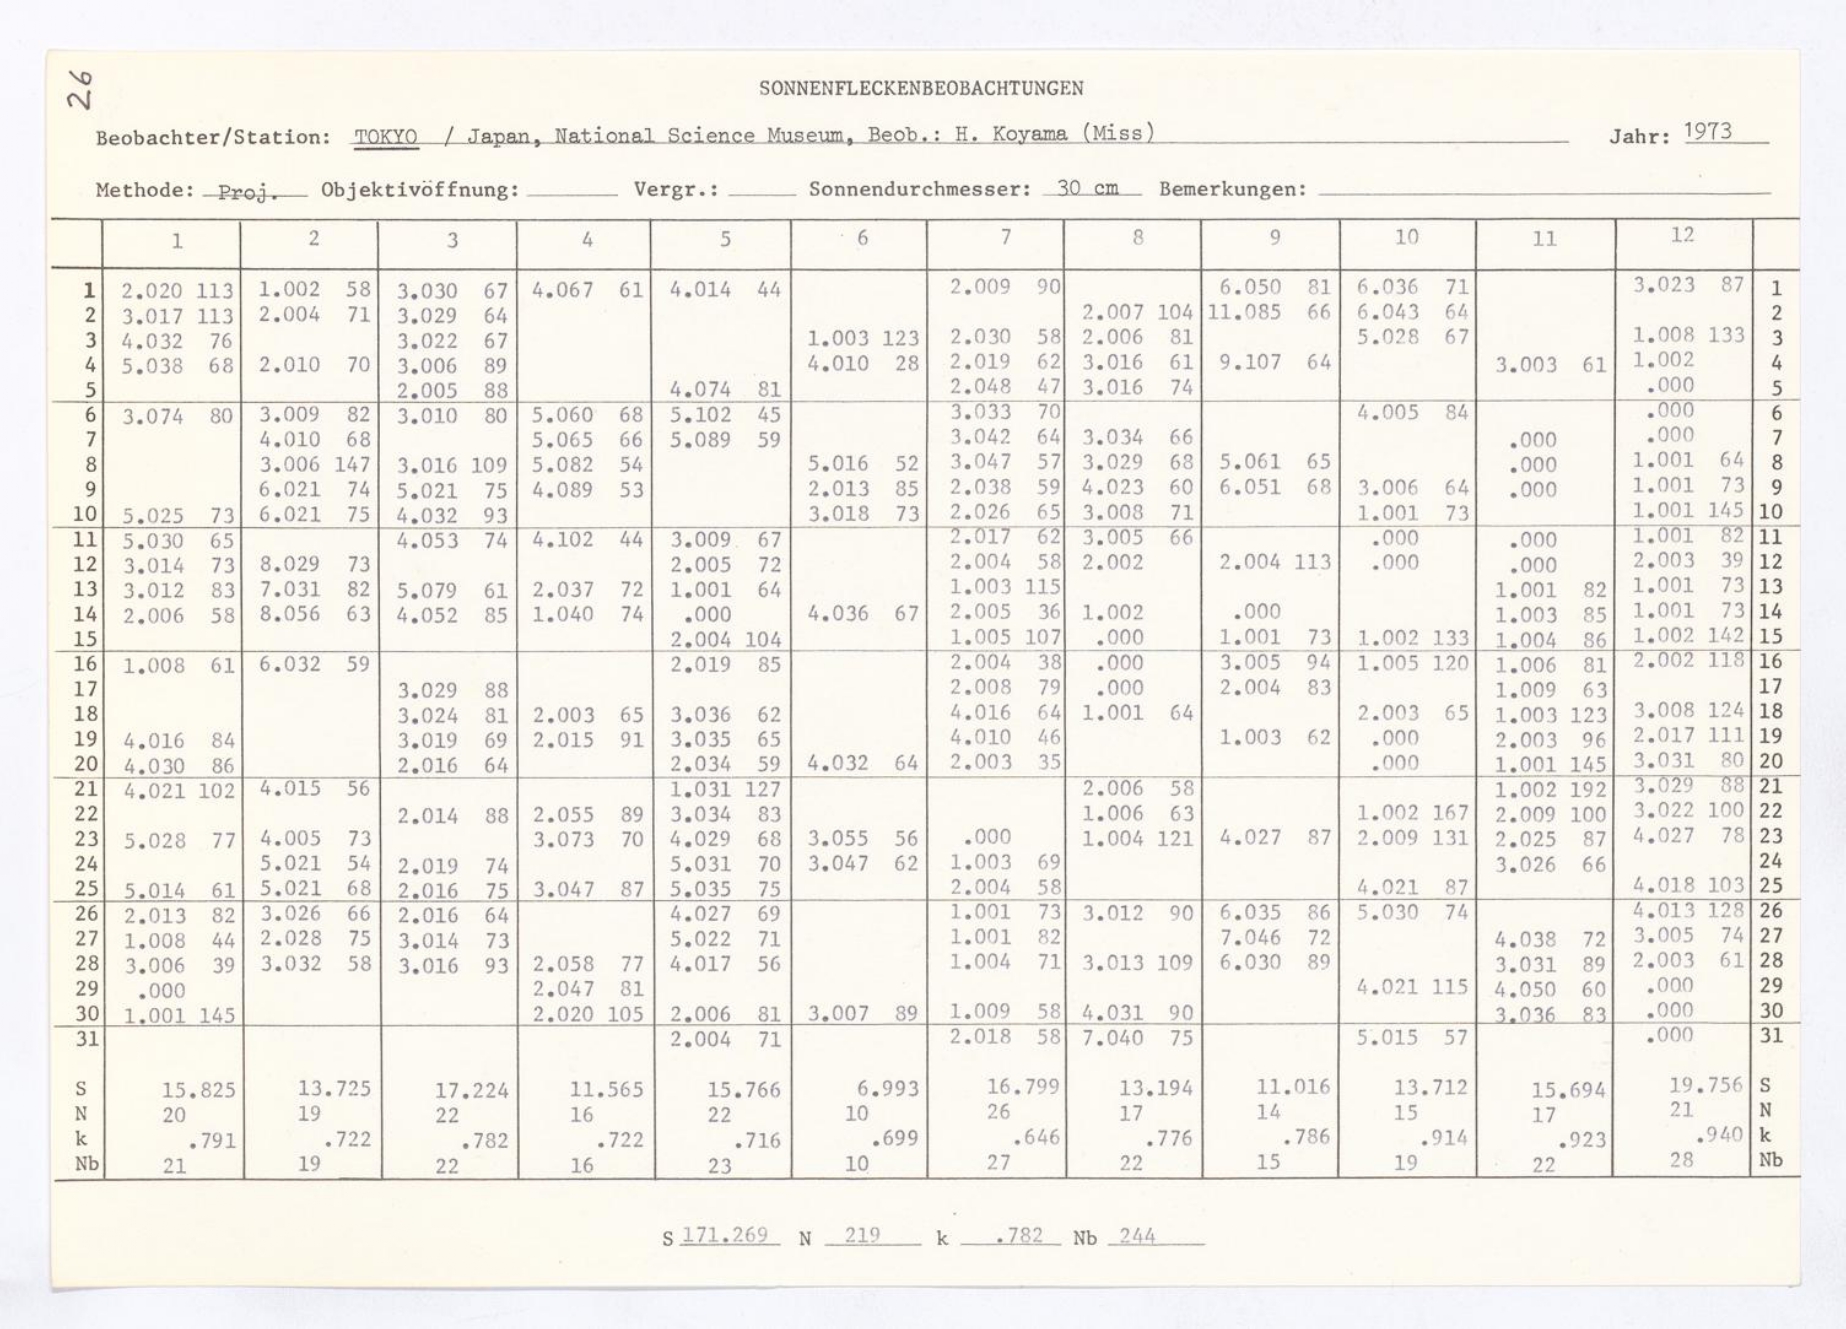 26
SONNENFLECKENBEOBACHTUNGEN
Beobachter/Station: TOKYO / Japan, National Science Museum, Beob.: H. Koyama (Miss) Jahr: 1973
Methode: Proj. Objektivöffnung: Vergr.: Sonnendurchmesser: 30 cm Bemerkungen:
1 2 3 4 5 6 7 8 9 10 11 12
1 2.020 113 1.002 58 3.030 67 4.067 61 4.014 44 2.009 90 6.050 81 6.036 71 3.023 87 1
2 3.017 113 2.004 71 3.029 64 2.007 104 11.085 66 6.043 64 2
3 4.032 76 3.022 67 1.003 123 2.030 58 2.006 81 5.028 67 1.008 133 3
4 5.038 68 2.010 70 3.006 89 4.010 28 2.019 62 3.016 61 9.107 64 3.003 61 1.002 4
5 2.005 88 4.074 81 2.048 47 3.016 74 .000 5
6 3.074 80 3.009 82 3.010 80 5.060 68 5.102 45 3.033 70 4.005 84 .000 6
7 4.010 68 5.065 66 5.089 59 3.042 64 3.034 66 .000 .000 7
8 3.006 147 3.016 109 5.082 54 5.016 52 3.047 57 3.029 68 5.061 65 .000 1.001 64 8
9 6.021 74 5.021 75 4.089 53 2.013 85 2.038 59 4.023 60 6.051 68 3.006 64 .000 1.001 73 9
10 5.025 73 6.021 75 4.032 93 3.018 73 2.026 65 3.008 71 1.001 73 1.001 145 10
11 5.030 65 4.053 74 4.102 44 3.009 67 2.017 62 3.005 66 .000 .000 1.001 82 11
12 3.014 73 8.029 73 2.005 72 2.004 58 2.002 2.004 113 .000 .000 2.003 39 12
13 3.012 83 7.031 82 5.079 61 2.037 72 1.001 64 1.003 115 1.001 82 1.001 73 13
14 2.006 58 8.056 63 4.052 85 1.040 74 .000 4.036 67 2.005 36 1.002 .000 1.003 85 1.001 73 14
15 2.004 104 1.005 107 .000 1.001 73 1.002 133 1.004 86 1.002 142 15
16 1.008 61 6.032 59 2.019 85 2.004 38 .000 3.005 94 1.005 120 1.006 81 2.002 118 16
17 3.029 88 2.008 79 .000 2.004 83 1.009 63 17
18 3.024 81 2.003 65 3.036 62 4.016 64 1.001 64 2.003 65 1.003 123 3.008 124 18
19 4.016 84 3.019 69 2.015 91 3.035 65 4.010 46 1.003 62 .000 2.003 96 2.017 111 19
20 4.030 86 2.016 64 2.034 59 4.032 64 2.003 35 .000 1.001 145 3.031 80 20
21 4.021 102 4.015 56 1.031 127 2.006 58 1.002 192 3.029 88 21
22 2.014 88 2.055 89 3.034 83 1.006 63 1.002 167 2.009 100 3.022 100 22
23 5.028 77 4.005 73 3.073 70 4.029 68 3.055 56 .000 1.004 121 4.027 87 2.009 131 2.025 87 4.027 78 23
24 5.021 54 2.019 74 5.031 70 3.047 62 1.003 69 3.026 66 24
25 5.014 61 5.021 68 2.016 75 3.047 87 5.035 75 2.004 58 4.021 87 4.018 103 25
26 2.013 82 3.026 66 2.016 64 4.027 69 1.001 73 3.012 90 6.035 86 5.030 74 4.013 128 26
27 1.008 44 2.028 75 3.014 73 5.022 71 1.001 82 7.046 72 4.038 72 3.005 74 27
28 3.006 39 3.032 58 3.016 93 2.058 77 4.017 56 1.004 71 3.013 109 6.030 89 3.031 89 2.003 61 28
29 .000 2.047 81 4.021 115 4.050 60 .000 29
30 1.001 145 2.020 105 2.006 81 3.007 89 1.009 58 4.031 90 3.036 83 .000 30
31 2.004 71 2.018 58 7.040 75 5.015 57 .000 31
S 15.825 13.725 17.224 11.565 15.766 6.993 16.799 13.194 11.016 13.712 15.694 19.756 S
N 20 19 22 16 22 10 26 17 14 15 17 21 N
k .791 .722 .782 .722 .716 .699 .646 .776 .786 .914 .923 .940 k
Nb 21 19 22 16 23 10 27 22 15 19 22 28 Nb
S 171.269 N 219 k .782 Nb 244